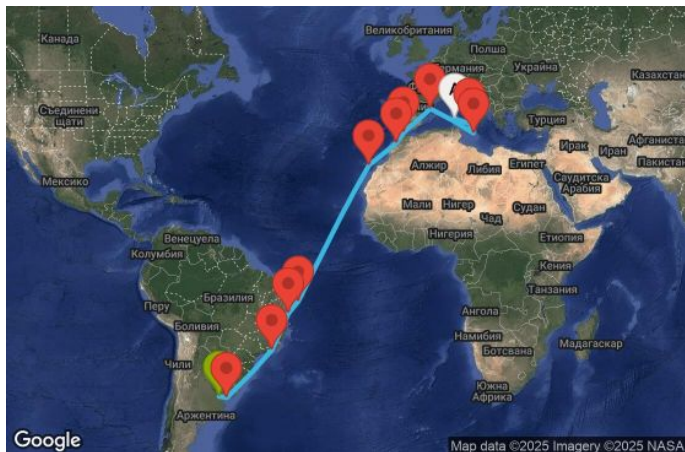 Великобритания
Канада
Полша
Германия
Украйна
Казахстан
Съединени
щати
Турция
Ирак
Иран
Афганистан
Пакистан
Алжир
Либия
Египет
Саудитска
Арабия
Мексико
Мали
Нигер
Чад
Судан
Венецуела
Колумбия
Нигерия
Етиопия
Кения
Перу
Бразилия
Танзания
Боливия
Ангола
Намибия
Ботсвана
Мадагаскар
Чили
Южна
Африка
Аржентина
Google
Map data ©2025 Imagery ©2025 NASA